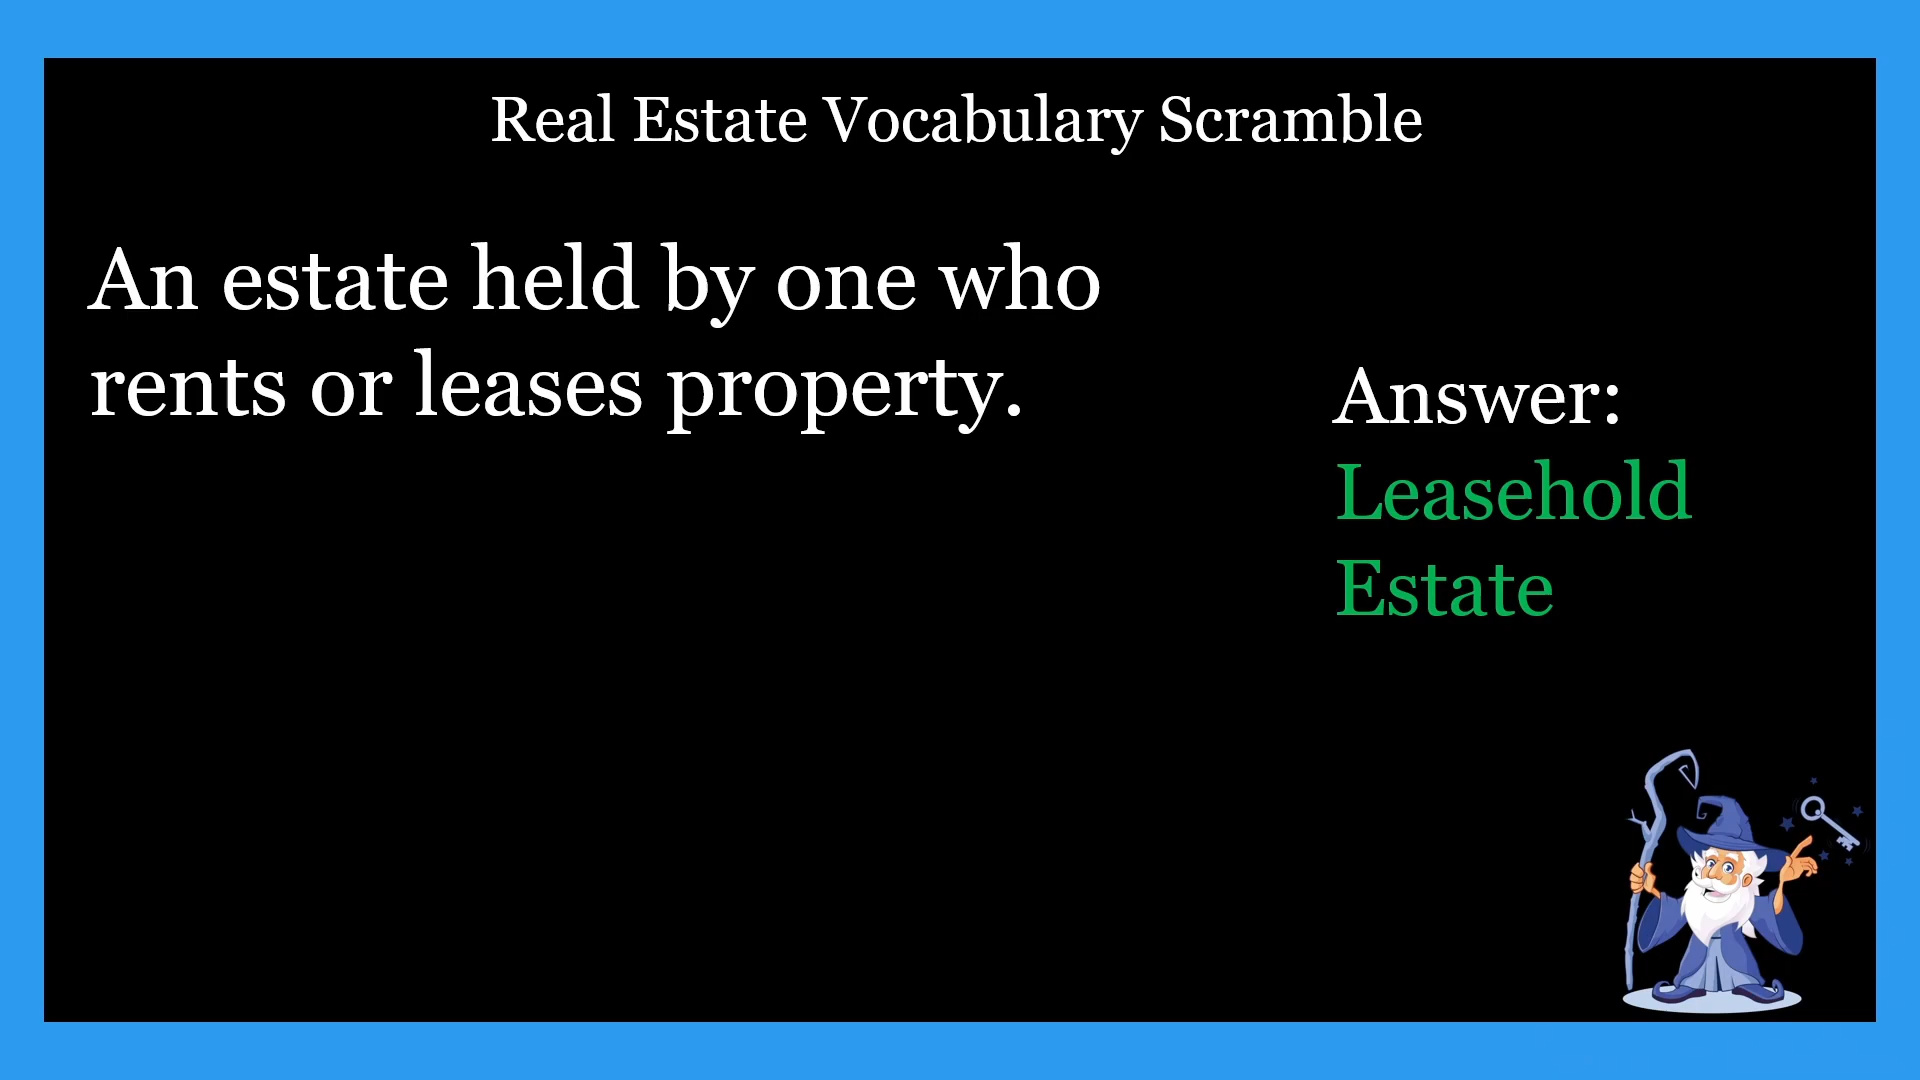 Real Estate Vocabulary Scramble
An estate held by one who
rents or leases property.
Answer:
Leasehold
Estate